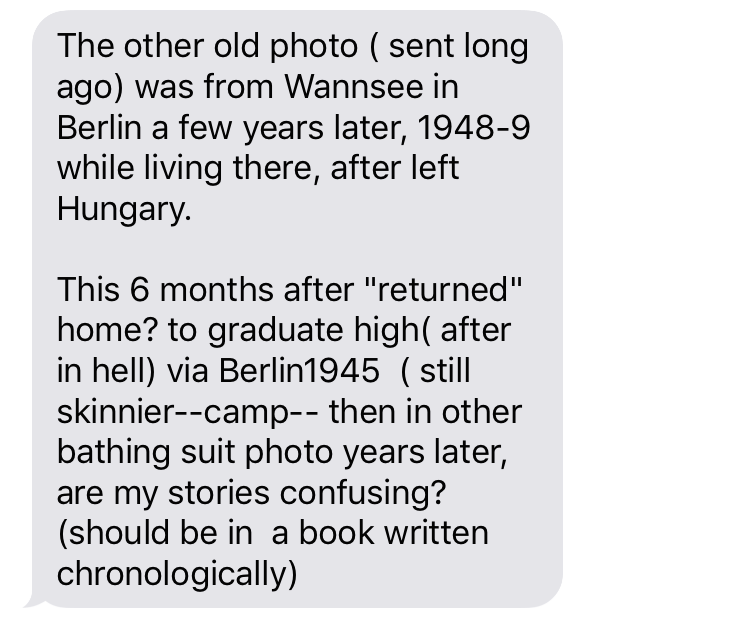 The other old photo ( sent long
ago) was from Wannsee in
Berlin a few years later, 1948-9
while living there, after left
Hungary.

This 6 months after "returned"
home? to graduate high( after
in hell) via Berlin1945  ( still
skinnier--camp-- then in other
bathing suit photo years later,
are my stories confusing?
(should be in  a book written
chronologically)